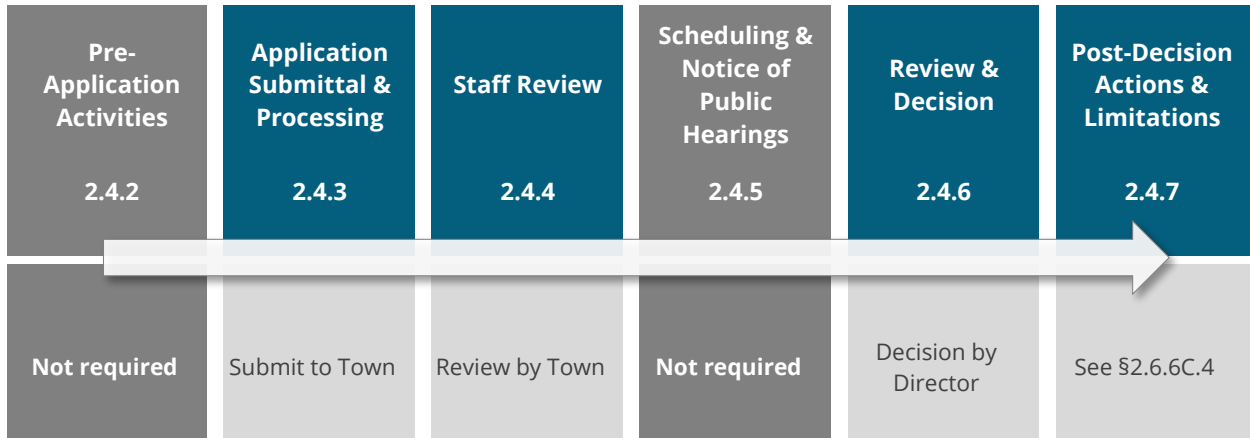 Pre-
Application
Activities
2.4.2
Application
Submittal &
Processing
2.4.3
Staff Review
2.4.4
Scheduling &
Notice of
Public
Hearings
2.4.5
Review &
Decision
2.4.6
Post-Decision
Actions &
Limitations
2.4.7
Not required
Submit to Town
Review by Town
Not required
Decision by
Director
See §2.6.6C.4